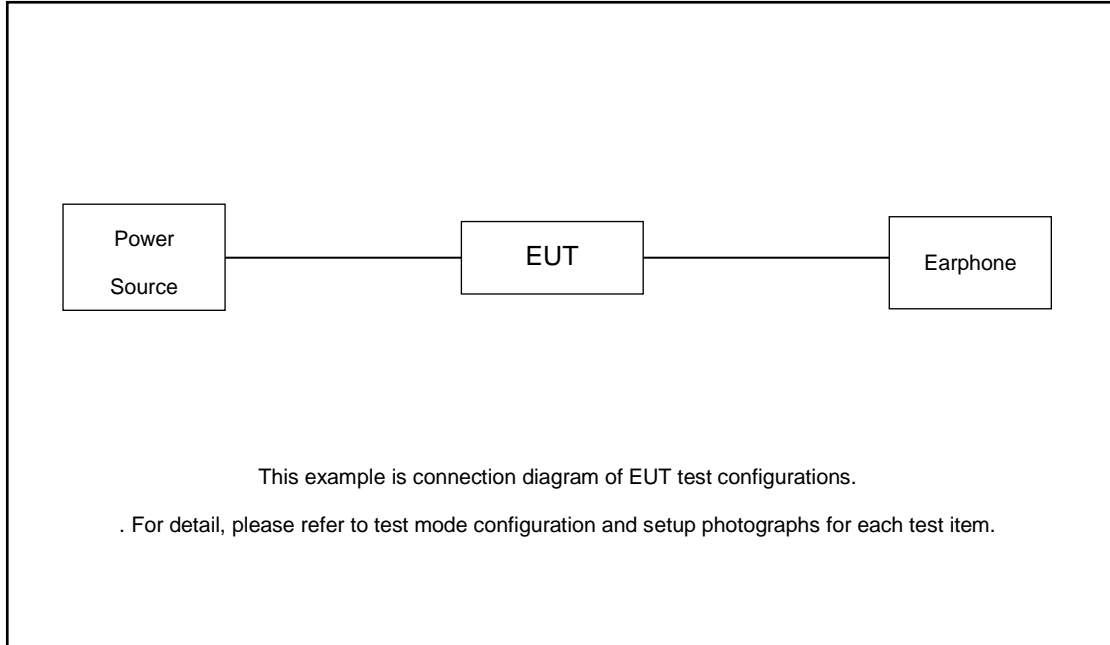 Power
Source
EUT
Earphone
This example is connection diagram of EUT test configurations.
. For detail, please refer to test mode configuration and setup photographs for each test item.